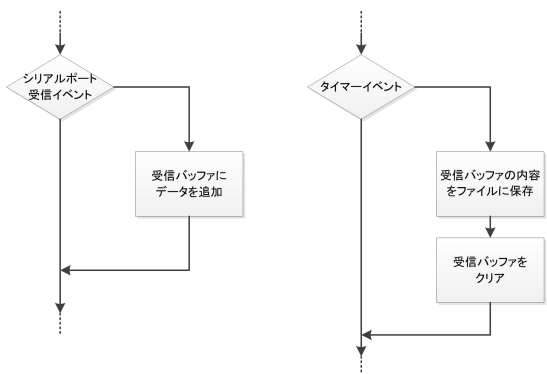 シリアルポート
受信イベント
受信バッファに
データを追加
タイマーイベント
受信バッファの内容
をファイルに保存
受信バッファを
クリア